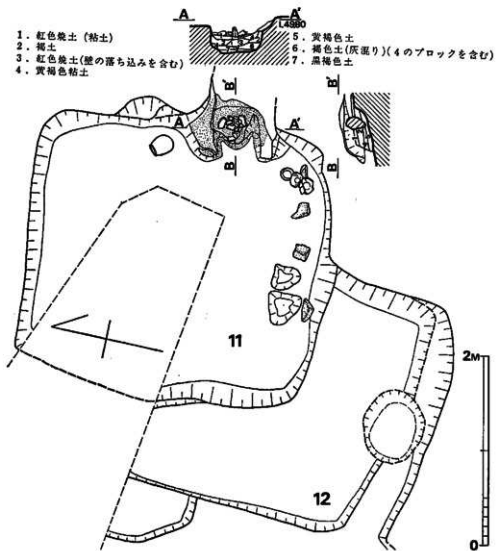 1. 紅色焼土(粘土)
2. 褐土
3. 紅色焼土(壁の落ち込みを含む)
4. 黄褐色粘土
5. 黄褐色土
6. 褐色土(灰混り)(4のブロックを含む)
7. 黒褐色土
A A′
B′
B′
A A′
B
B
11
12
2M
0